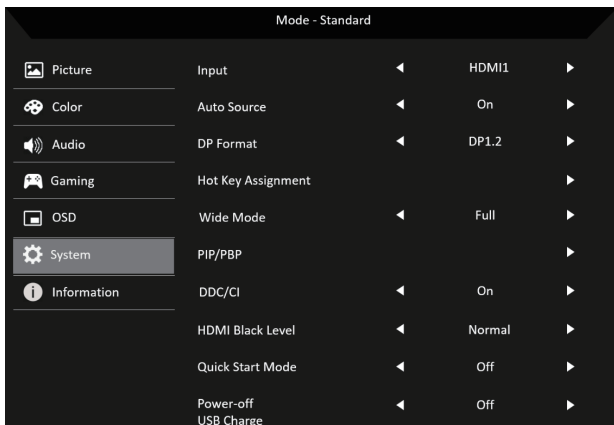 Mode - Standard
Picture
Color
Audio
Gaming
OSD
System
Information
Input HDMI1
Auto Source On
DP Format DP1.2
Hot Key Assignment
Wide Mode Full
PIP/PBP
DDC/CI On
HDMI Black Level Normal
Quick Start Mode Off
Power-off Off
USB Charge